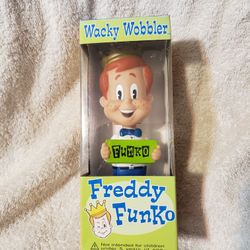 Wacky Wobbler
FUNKO
Freddy
Funko
Not intended for children